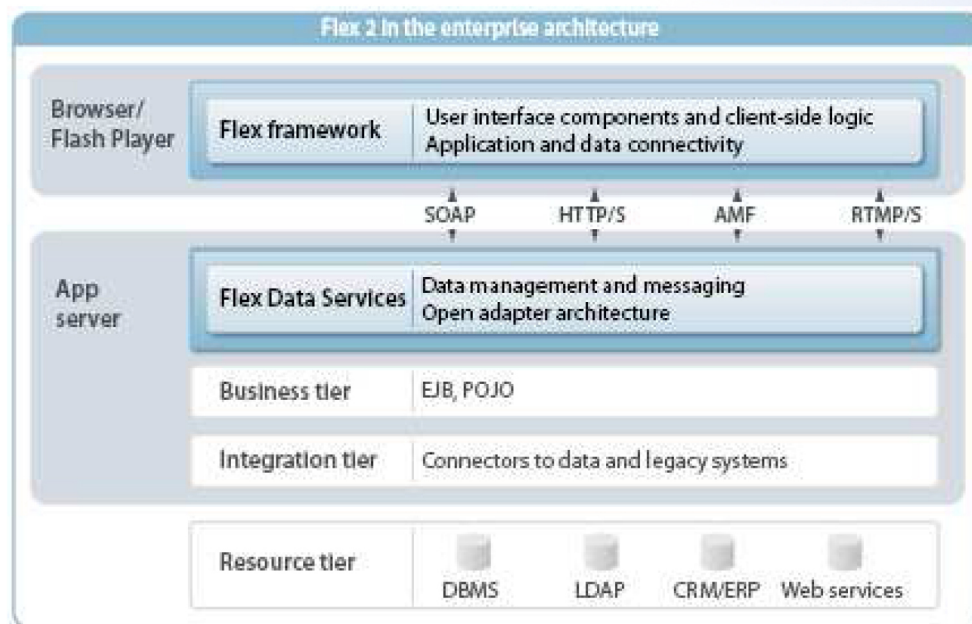 Flex 2 in the enterprise architecture
Browser/
Flash Player
Flex framework
User interface components and client-side logic
Application and data connectivity
SOAP
HTTP/S
AMF
RTMP/S
App
server
Flex Data Services
Data management and messaging
Open adapter architecture
Business tier
EJB, POJO
Integration tier
Connectors to data and legacy systems
Resource tier
DBMS
LDAP
CRM/ERP
Web services